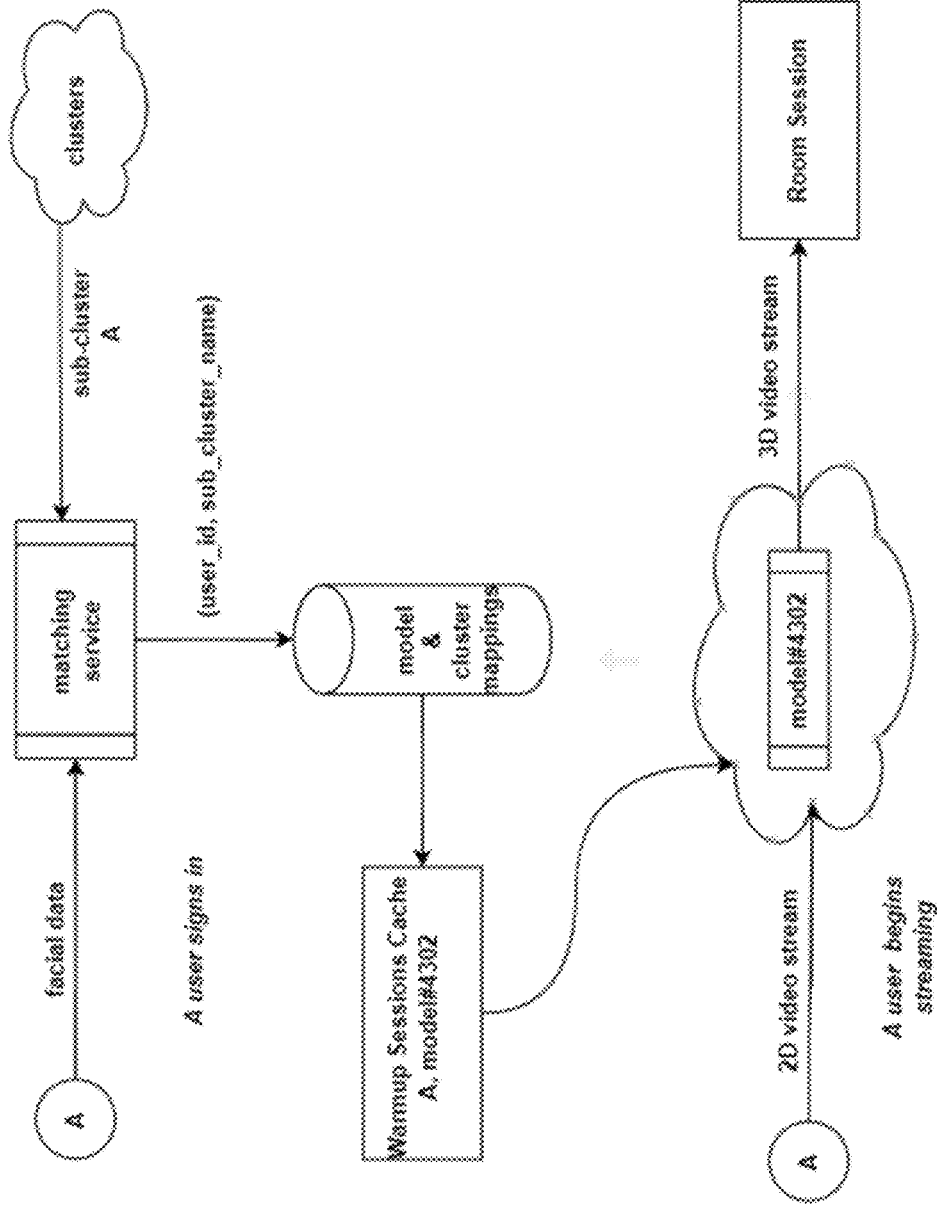 A
facial data
A user signs in
matching
service
sub-cluster
A
clusters
(user_id, sub_cluster_name)
model
&
cluster
mappings
Warmup Sessions Cache
A, model#4302
A
2D video stream
A user begins
streaming
model#4302
3D video stream
Room Session